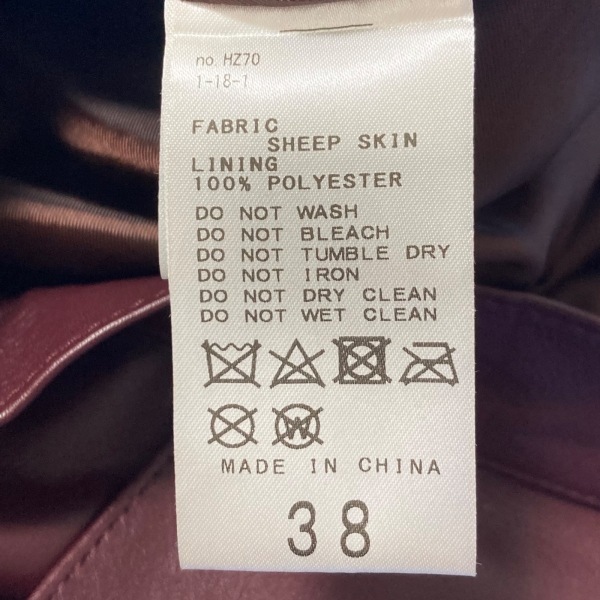 no. HZ70
1-18-1
FABRIC
SHEEP SKIN
LINING
100% POLYESTER
DO NOT WASH
DO NOT BLEACH
DO NOT TUMBLE DRY
DO NOT IRON
DO NOT DRY CLEAN
DO NOT WET CLEAN
W
MADE IN CHINA
38